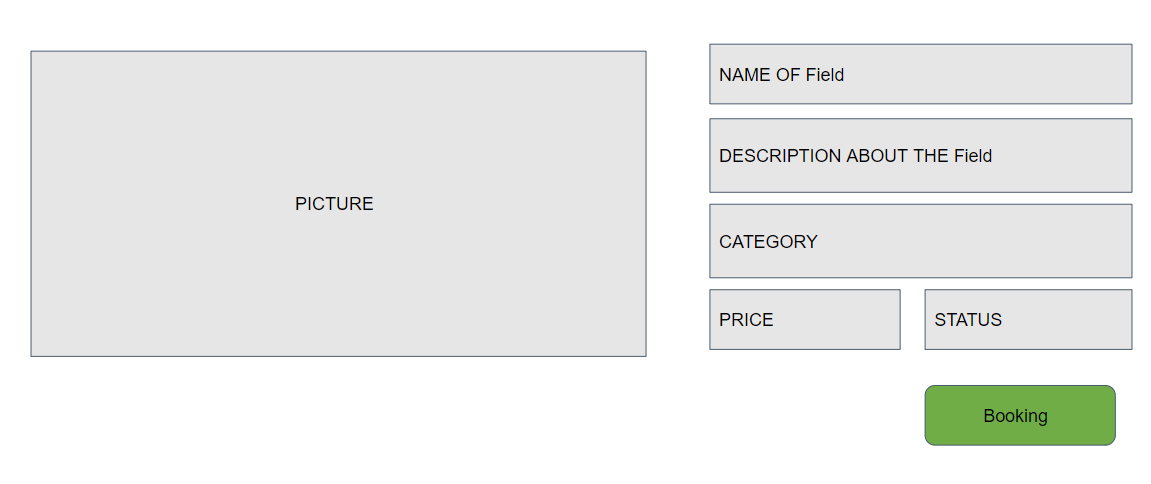 PICTURE
NAME OF Field
DESCRIPTION ABOUT THE Field
CATEGORY
PRICE
STATUS
Booking